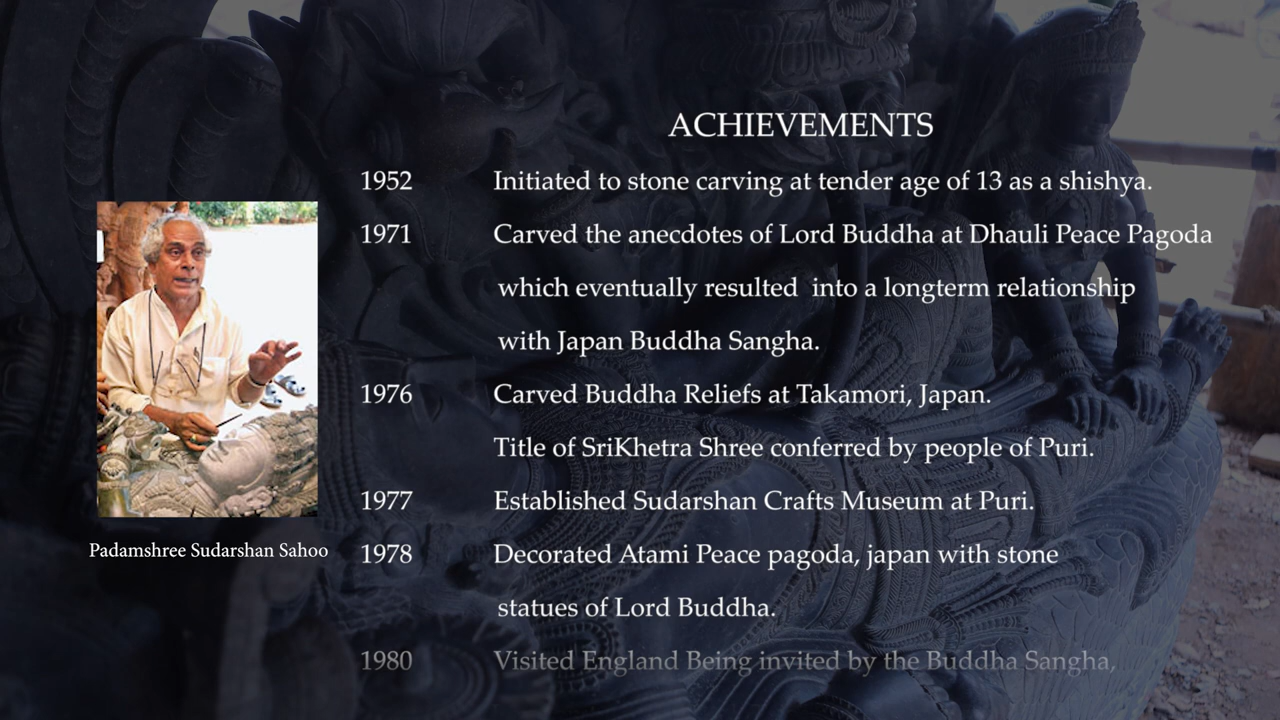 ACHIEVEMENTS
1952 Initiated to stone carving at tender age of 13 as a shishya.
1971 Carved the anecdotes of Lord Buddha at Dhauli Peace Pagoda
which eventually resulted into a longterm relationship
with Japan Buddha Sangha.
1976 Carved Buddha Reliefs at Takamori, Japan.
Title of SriKhetra Shree conferred by people of Puri.
1977 Established Sudarshan Crafts Museum at Puri.
Padamshree Sudarshan Sahoo
1978 Decorated Atami Peace pagoda, japan with stone
statues of Lord Buddha.
1980 Visited England Being invited by the Buddha Sangha,